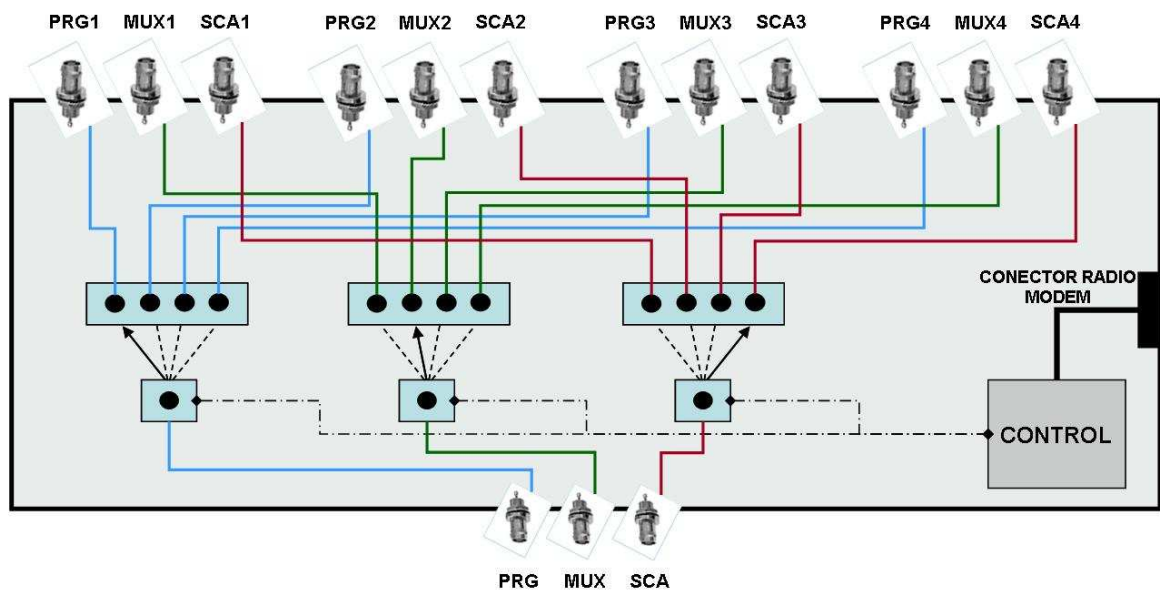 PRG1 MUX1 SCA1 PRG2 MUX2 SCA2 PRG3 MUX3 SCA3 PRG4 MUX4 SCA4
CONECTOR RADIO
MODEM
CONTROL
PRG MUX SCA